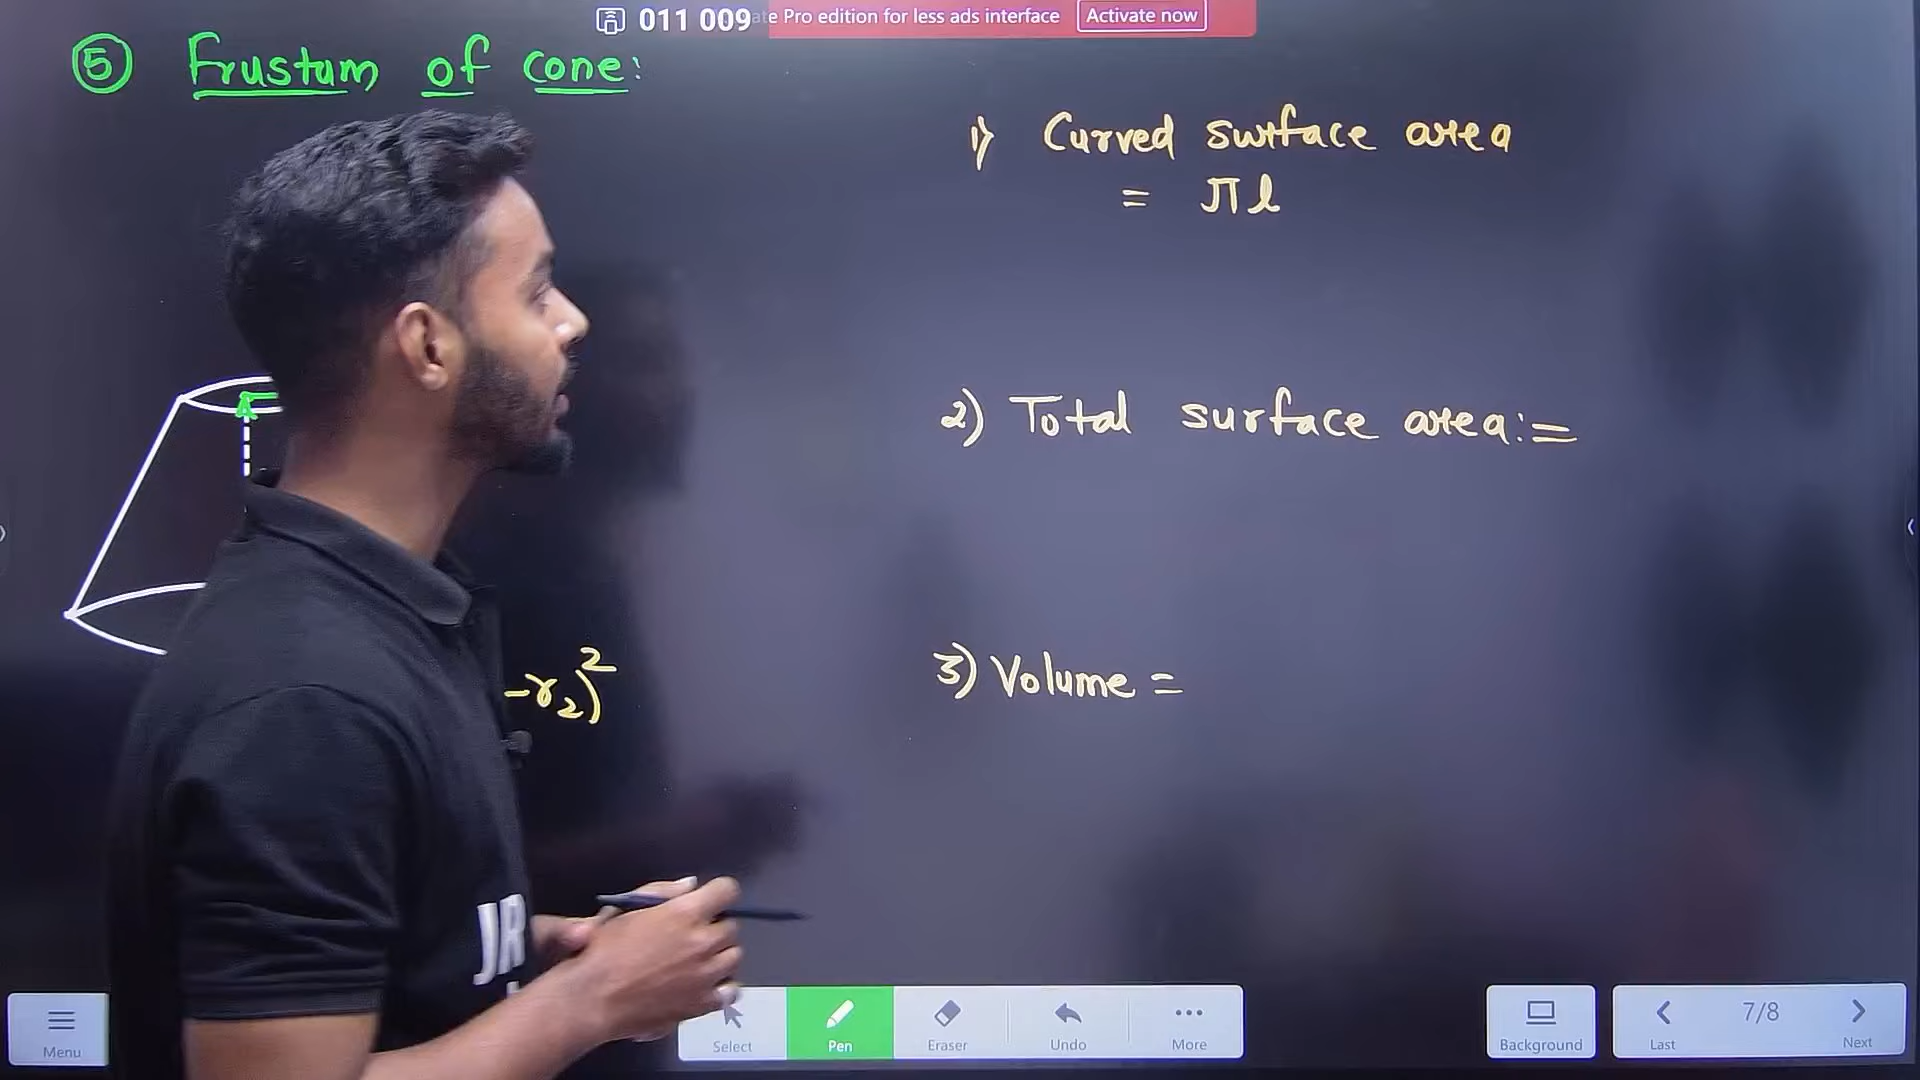 011 009
te Pro edition for less ads interface Activate now
⑤ Frustum of cone:
1) Curved surface area
= πl
2) Total surface area:=
3) Volume =
-r₂)²
JR
Menu
Select Pen Eraser Undo More
Background
Last 7/8 Next